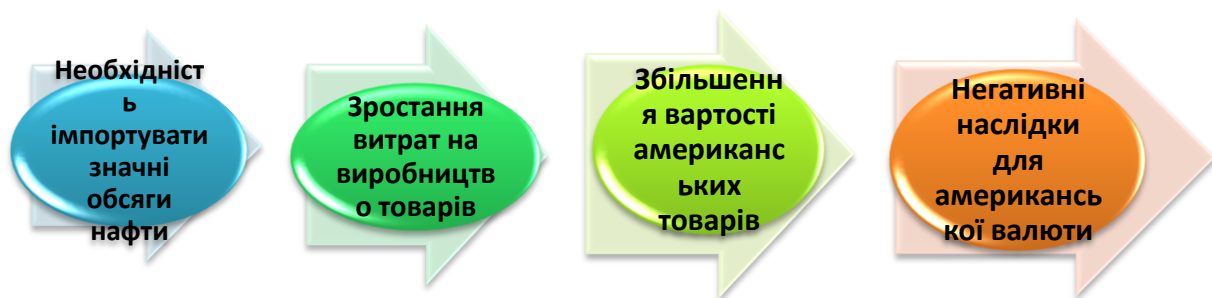 Необхідніст
ь
імпортувати
значні
обсяги
нафти
Зростання
витрат на
виробництв
о товарів
Збільшенн
я вартості
американс
ьких
товарів
Негативні
наслідки
для
американсь
кої валюти